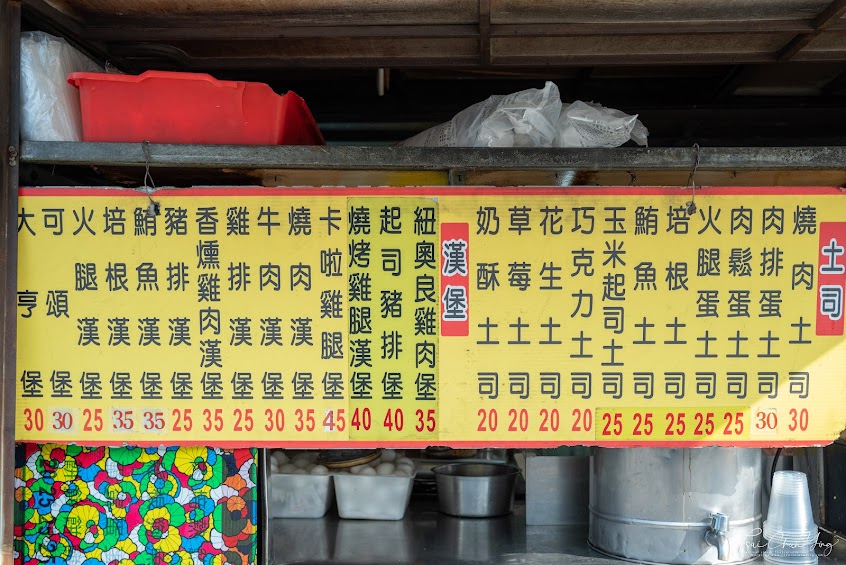 土司
燒肉土司 30
肉排蛋土司 30
肉鬆蛋土司 25
火腿蛋土司 25
培根土司 25
鮪魚土司 25
玉米起司土司 25
巧克力土司 20
花生土司 20
草莓土司 20
奶酥土司 20
漢堡
紐奧良雞肉堡 35
起司豬排堡 40
燒烤雞腿漢堡 40
卡啦雞腿堡 45
燒肉漢堡 35
牛肉漢堡 30
雞排漢堡 25
香燻雞肉漢堡 35
豬排漢堡 25
鮪魚漢堡 35
培根漢堡 35
火腿漢堡 25
可頌堡 30
大亨堡 30